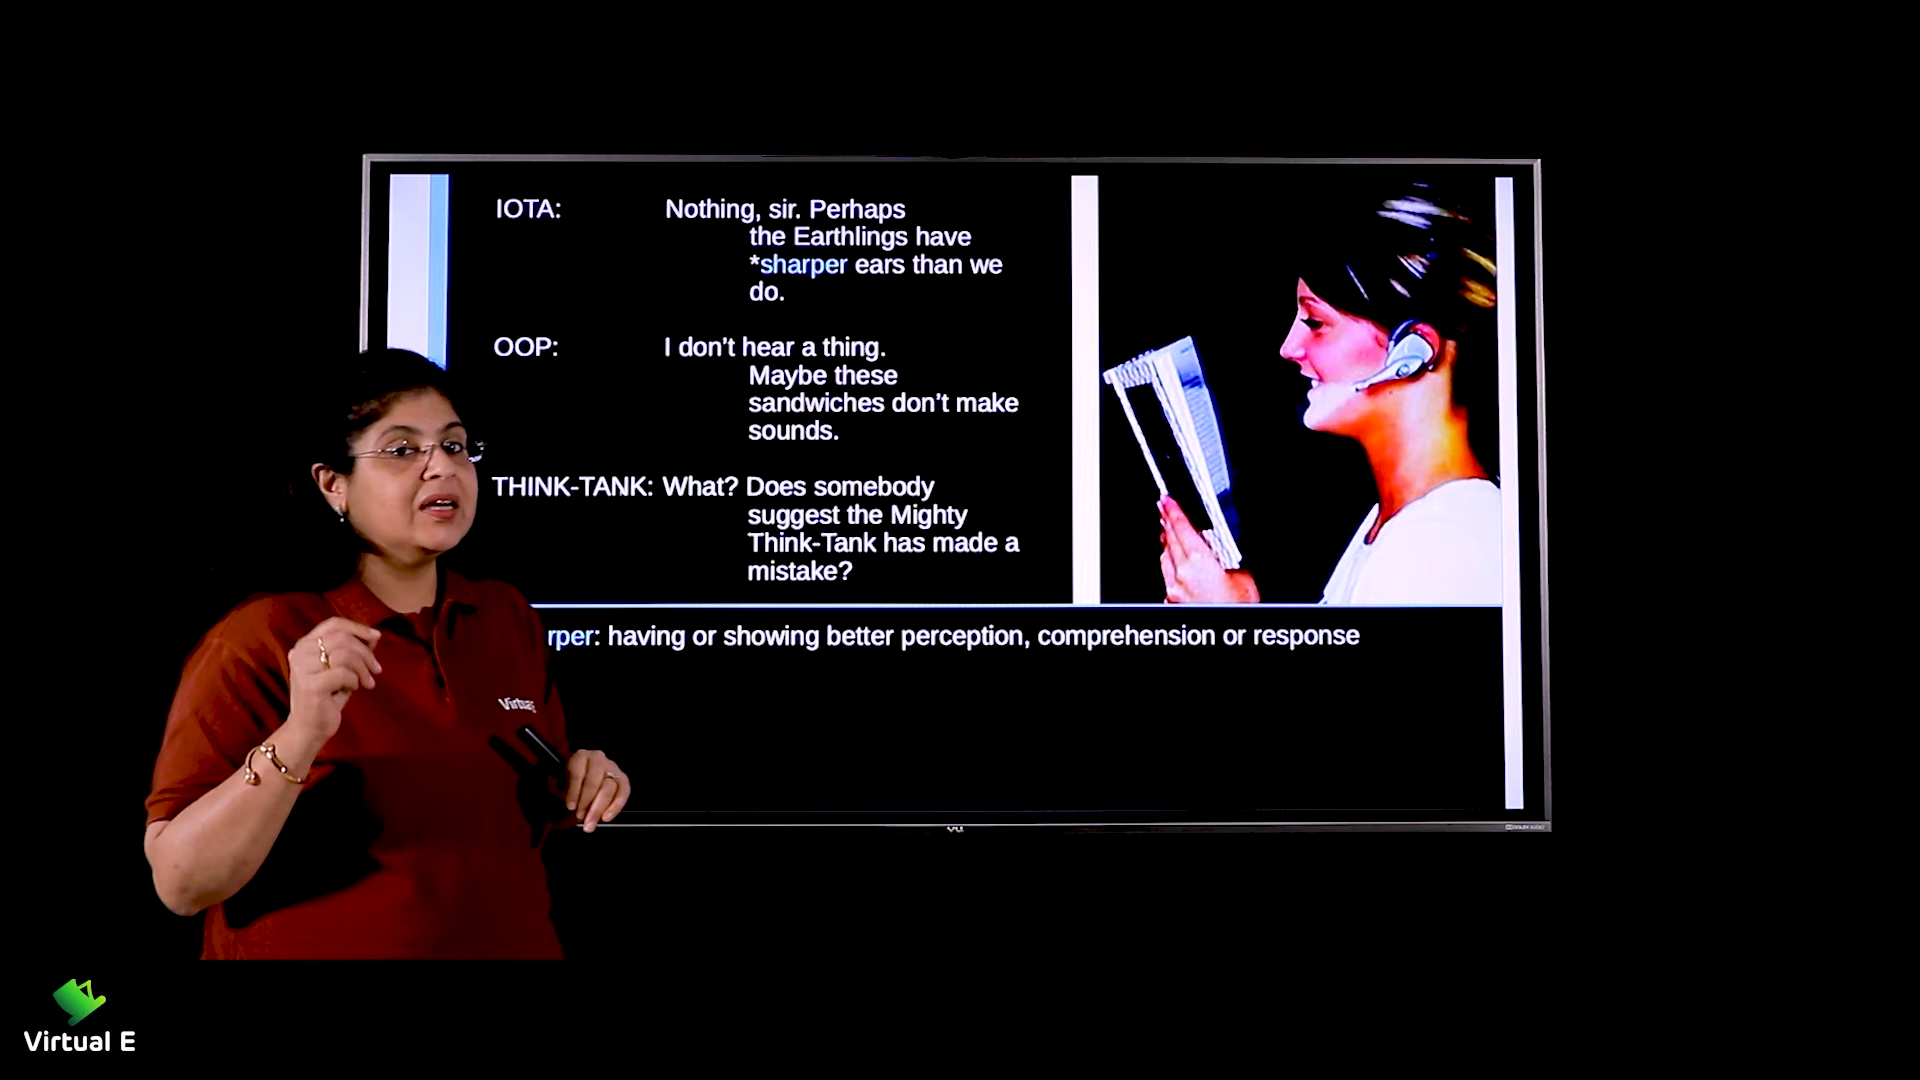 IOTA: Nothing, sir. Perhaps
the Earthlings have
*sharper ears than we
do.
OOP: I don't hear a thing.
Maybe these
sandwiches don't make
sounds.
THINK-TANK: What? Does somebody
suggest the Mighty
Think-Tank has made a
mistake?
rper: having or showing better perception, comprehension or response
Virtual E